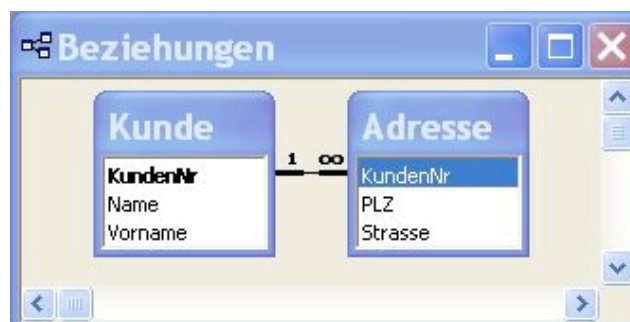 Beziehungen
Kunde
KundenNr
Name
Vorname
1 ∞
Adresse
KundenNr
PLZ
Strasse